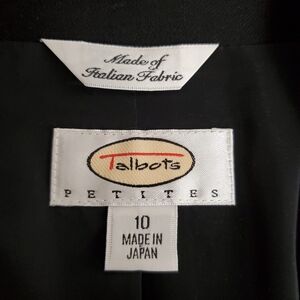 Made of
Italian Fabric
Talbots
PETITES
10
MADE IN
JAPAN